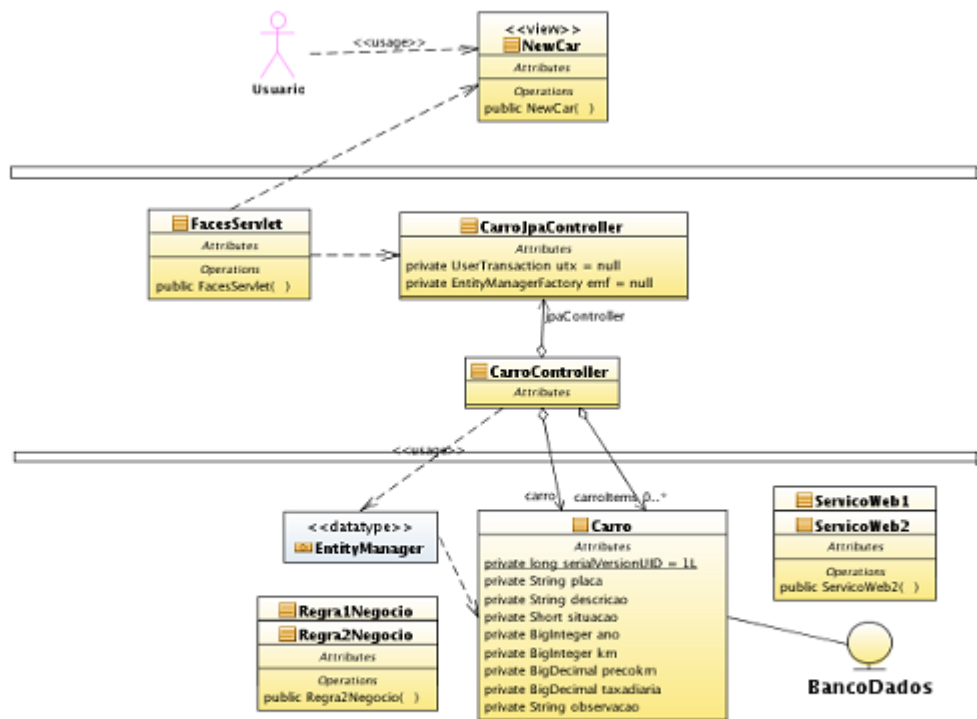 <<view>>
NewCar
Attributes
Operations
public NewCar( )
<<usage>>
Usuario
FacesServlet
Attributes
Operations
public FacesServlet( )
CarroJpaController
Attributes
private UserTransaction utx = null
private EntityManagerFactory emf = null
jpaController
CarroController
Attributes
<<usage>>
carro
carroItems 0..*
<<datatype>>
EntityManager
Carro
Attributes
private long serialVersionUID = 1L
private String placa
private String descricao
private Short situacao
private BigInteger ano
private BigInteger km
private BigDecimal precokm
private BigDecimal taxadiaria
private String observacao
ServicoWeb1
ServicoWeb2
Attributes
Operations
public ServicoWeb2( )
Regra1Negocio
Regra2Negocio
Attributes
Operations
public Regra2Negocio( )
BancoDados